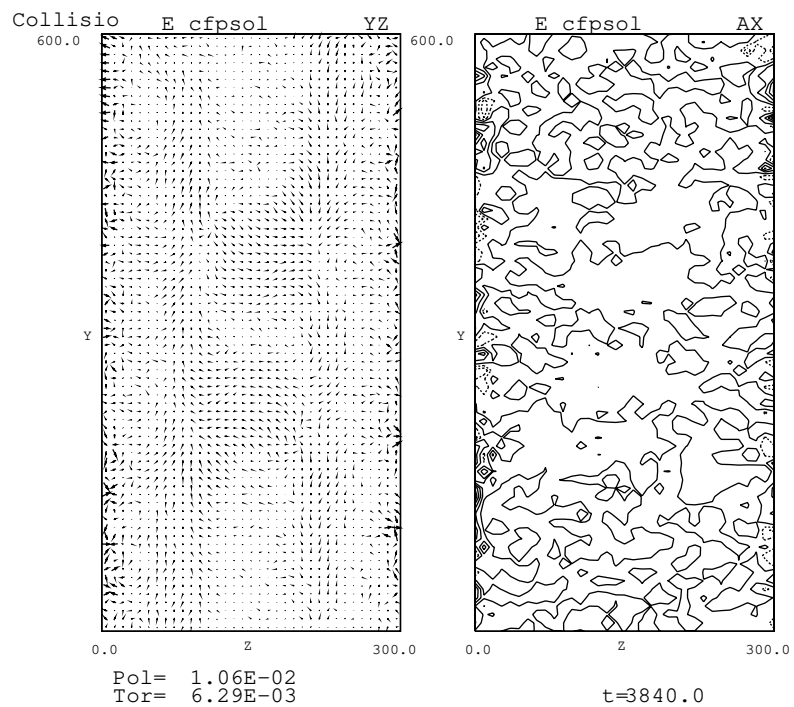 Collisio
E cfpsol YZ
E cfpsol AX
600.0
600.0
Y
Y
0.0 Z 300.0
0.0 Z 300.0
Pol= 1.06E-02
Tor= 6.29E-03
t=3840.0